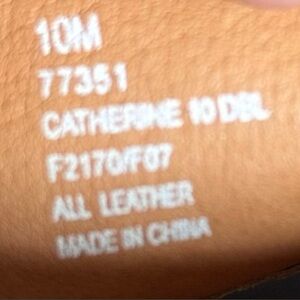 10M
77351
CATHERINE 10 DBL
F2170/F07
ALL LEATHER
MADE IN CHINA